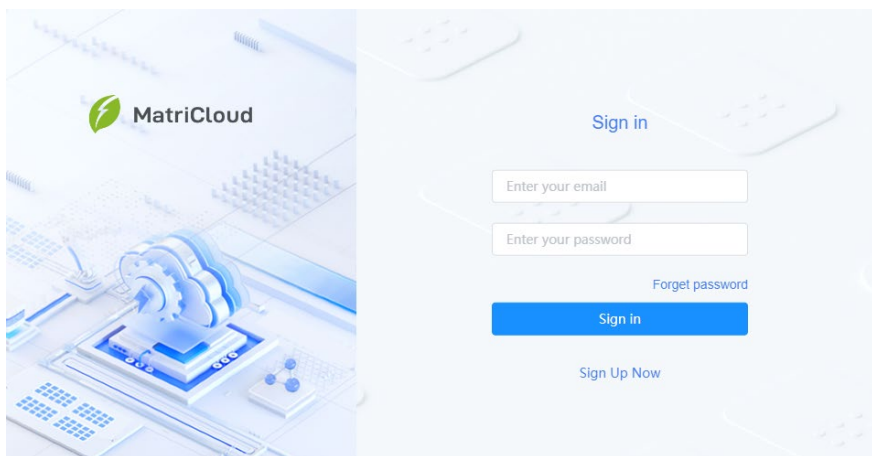 MatriCloud
Sign in
Enter your email
Enter your password
Forget password
Sign in
Sign Up Now